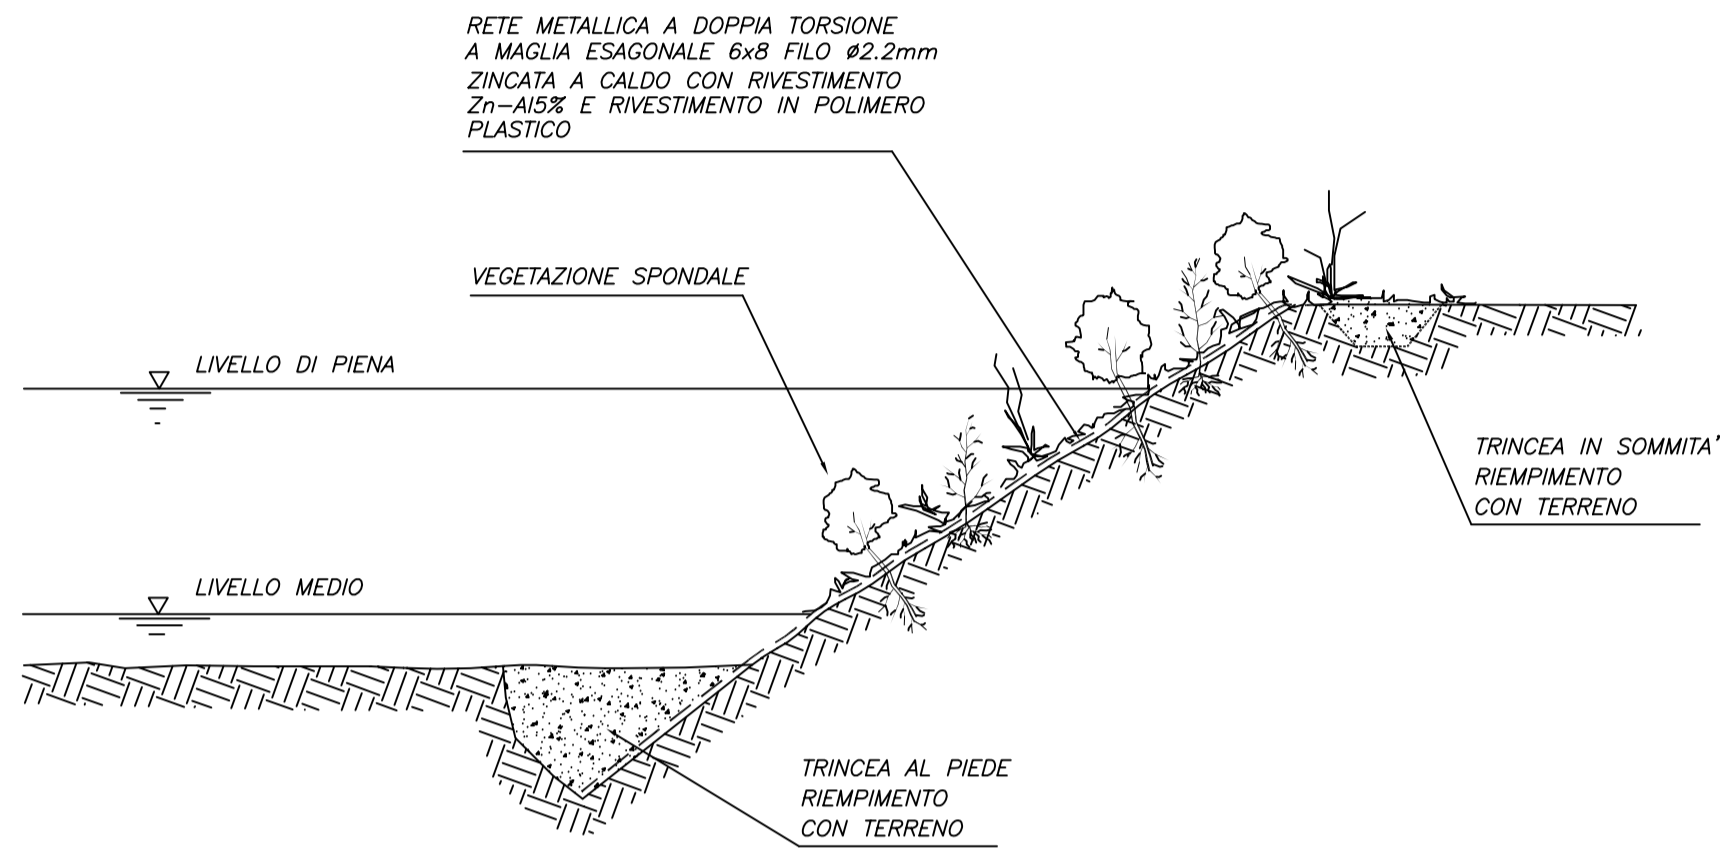 RETE METALLICA A DOPPIA TORSIONE
A MAGLIA ESAGONALE 6x8 FILO ø2.2mm
ZINCATA A CALDO CON RIVESTIMENTO
Zn-Al5% E RIVESTIMENTO IN POLIMERO
PLASTICO
VEGETAZIONE SPONDALE
LIVELLO DI PIENA
TRINCEA IN SOMMITA'
RIEMPIMENTO
CON TERRENO
LIVELLO MEDIO
TRINCEA AL PIEDE
RIEMPIMENTO
CON TERRENO